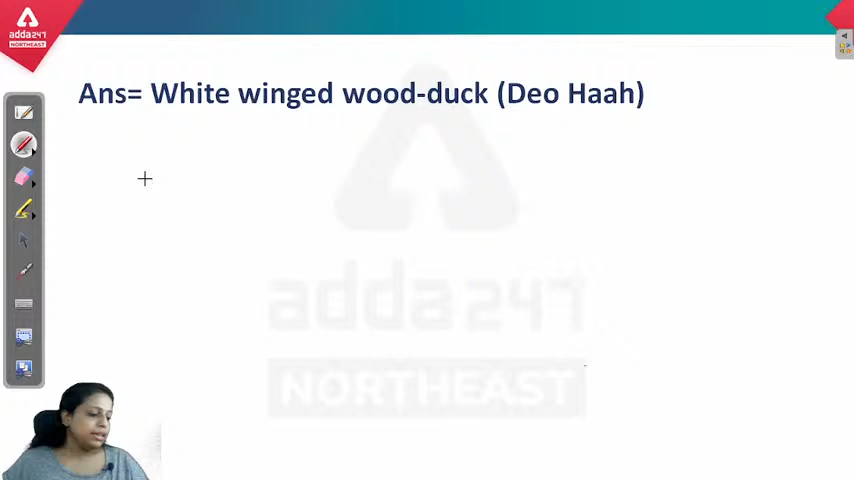 adda247
NORTHEAST
Ans= White winged wood-duck (Deo Haah)
adda247
NORTHEAST